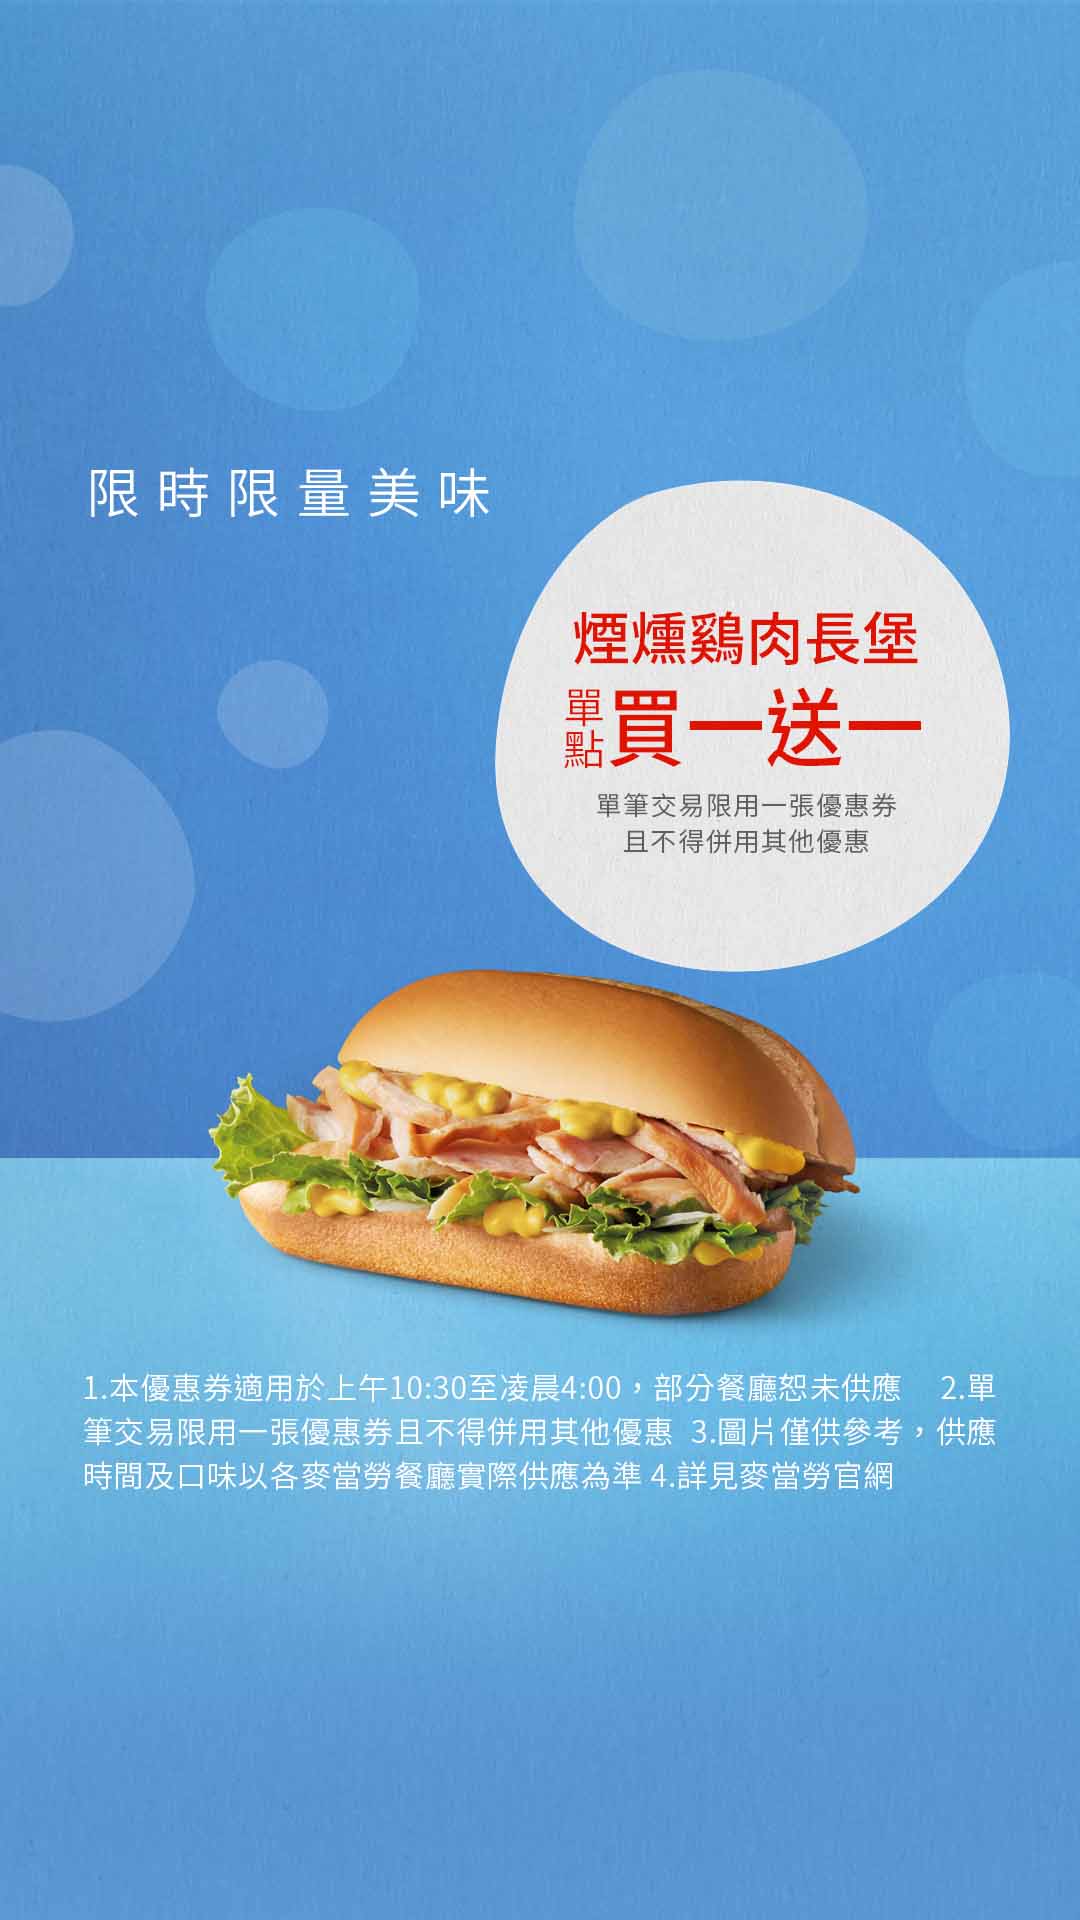 限時限量美味
煙燻鷄肉長堡
單點買一送一
單筆交易限用一張優惠券
且不得併用其他優惠
1.本優惠券適用於上午10:30至凌晨4:00，部分餐廳恕未供應 2.單
筆交易限用一張優惠券且不得併用其他優惠 3.圖片僅供參考，供應
時間及口味以各麥當勞餐廳實際供應為準 4.詳見麥當勞官網